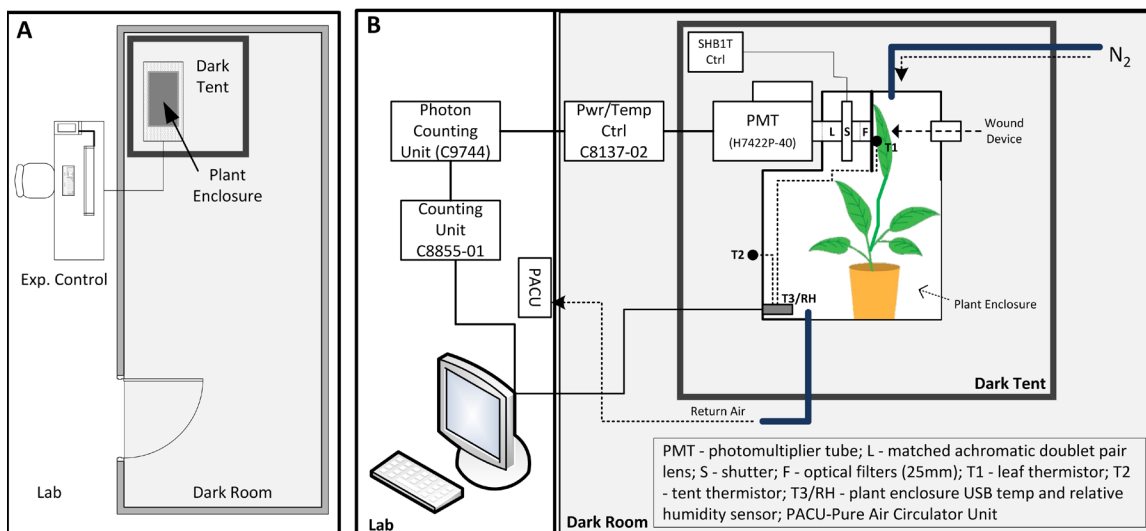 A
Dark
Tent
Plant
Enclosure
Exp. Control
Lab
Dark Room
B
SHB1T
Ctrl
N2
Photon
Counting
Unit (C9744)
Pwr/Temp
Ctrl
C8137-02
PMT
(H7422P-40)
L
S
F
T1
Wound
Device
Counting
Unit
C8855-01
PACU
T2
T3/RH
Plant Enclosure
Dark Tent
Return Air
PMT - photomultiplier tube; L - matched achromatic doublet pair
lens; S - shutter; F - optical filters (25mm); T1 - leaf thermistor; T2
- tent thermistor; T3/RH - plant enclosure USB temp and relative
humidity sensor; PACU-Pure Air Circulator Unit
Lab
Dark Room